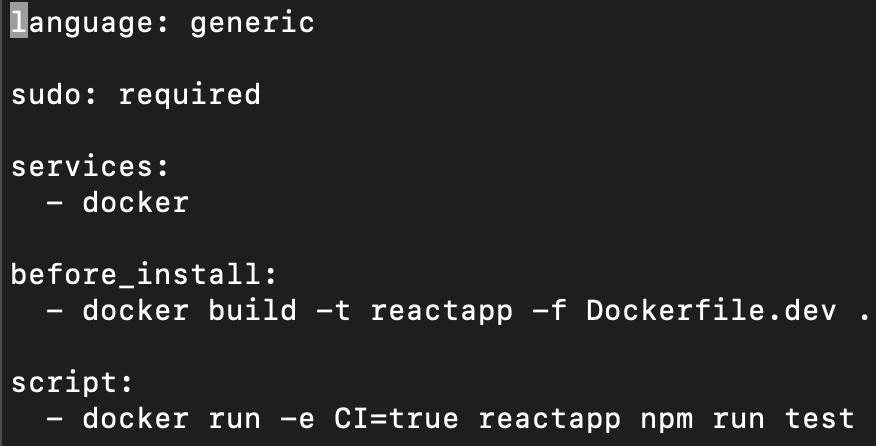 language: generic
sudo: required
services:
  - docker
before_install:
  - docker build -t reactapp -f Dockerfile.dev .
script:
  - docker run -e CI=true reactapp npm run test